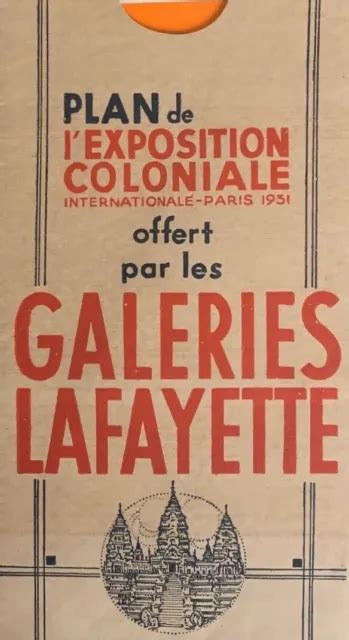 PLAN de
l'EXPOSITION
COLONIALE
INTERNATIONALE-PARIS 1931
offert
par les
GALERIES
LAFAYETTE